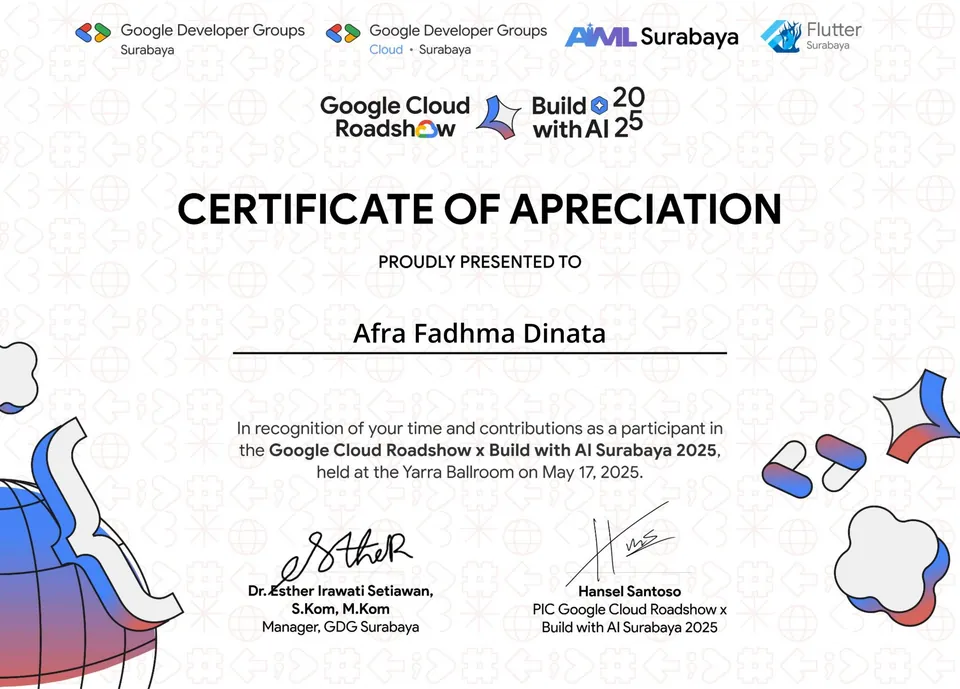 Google Developer Groups
Surabaya
Google Developer Groups
Cloud • Surabaya
AIML Surabaya
Flutter
Surabaya
Google Cloud
Roadshow
Build with AI 2025
CERTIFICATE OF APRECIATION
PROUDLY PRESENTED TO
Afra Fadhma Dinata
In recognition of your time and contributions as a participant in
the Google Cloud Roadshow x Build with AI Surabaya 2025,
held at the Yarra Ballroom on May 17, 2025.
EstheR
Hns
Dr. Esther Irawati Setiawan,
S.Kom, M.Kom
Manager, GDG Surabaya
Hansel Santoso
PIC Google Cloud Roadshow x
Build with AI Surabaya 2025